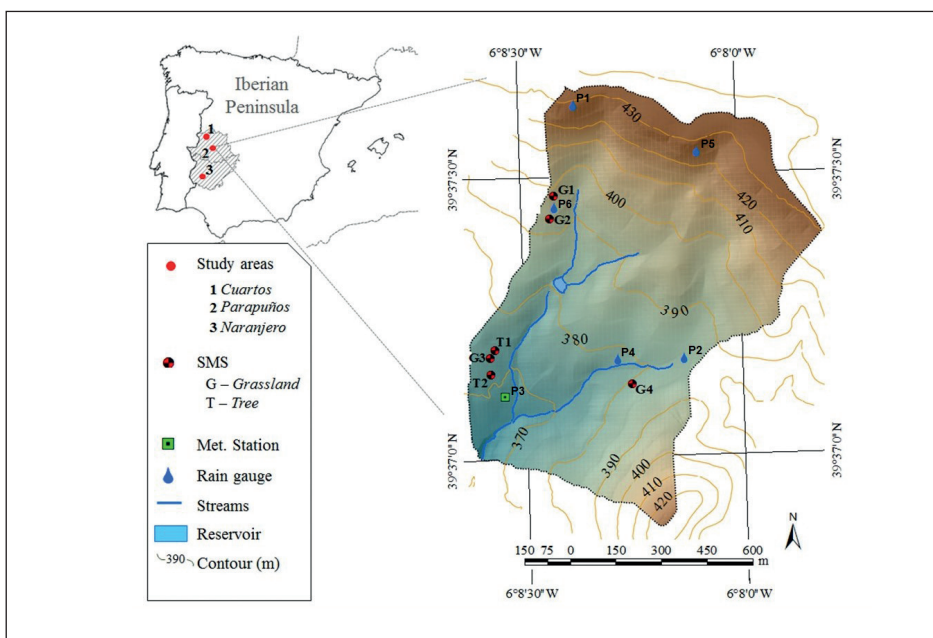 Iberian
Peninsula
1
2
3
Study areas
1 Cuartos
2 Parapuños
3 Naranjero
SMS
G – Grassland
T – Tree
Met. Station
Rain gauge
Streams
Reservoir
390 Contour (m)
6°8'30"W 6°8'0"W
39°37'30"N 39°37'30"N
P1
430
P5
G1
P6
G2
400
420
410
390
380
T1
G3
T2
P4
P2
P3
G4
370
39°37'0"N 39°37'0"N
390
400
410
420
N
150 75 0 150 300 450 600
m
6°8'30"W 6°8'0"W